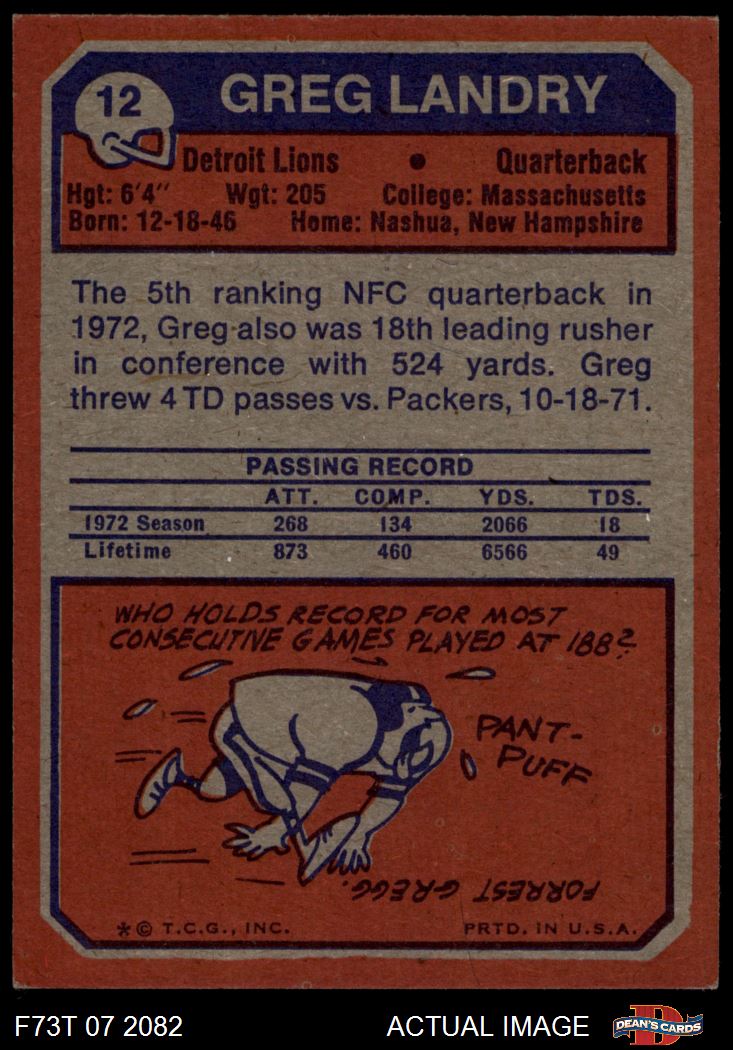 12
GREG LANDRY
Detroit Lions • Quarterback
Hgt: 6'4" Wgt: 205 College: Massachusetts
Born: 12-18-46 Home: Nashua, New Hampshire
The 5th ranking NFC quarterback in
1972, Greg also was 18th leading rusher
in conference with 524 yards. Greg
threw 4 TD passes vs. Packers, 10-18-71.
PASSING RECORD
ATT. COMP. YDS. TDS.
1972 Season 268 134 2066 18
Lifetime 873 460 6566 49
WHO HOLDS RECORD FOR MOST
CONSECUTIVE GAMES PLAYED AT 188?
PANT-
PUFF
FORREST GREGG.
*© T.C.G., INC. PRTD. IN U.S.A.
F73T 07 2082 ACTUAL IMAGE D DEAN'S CARDS